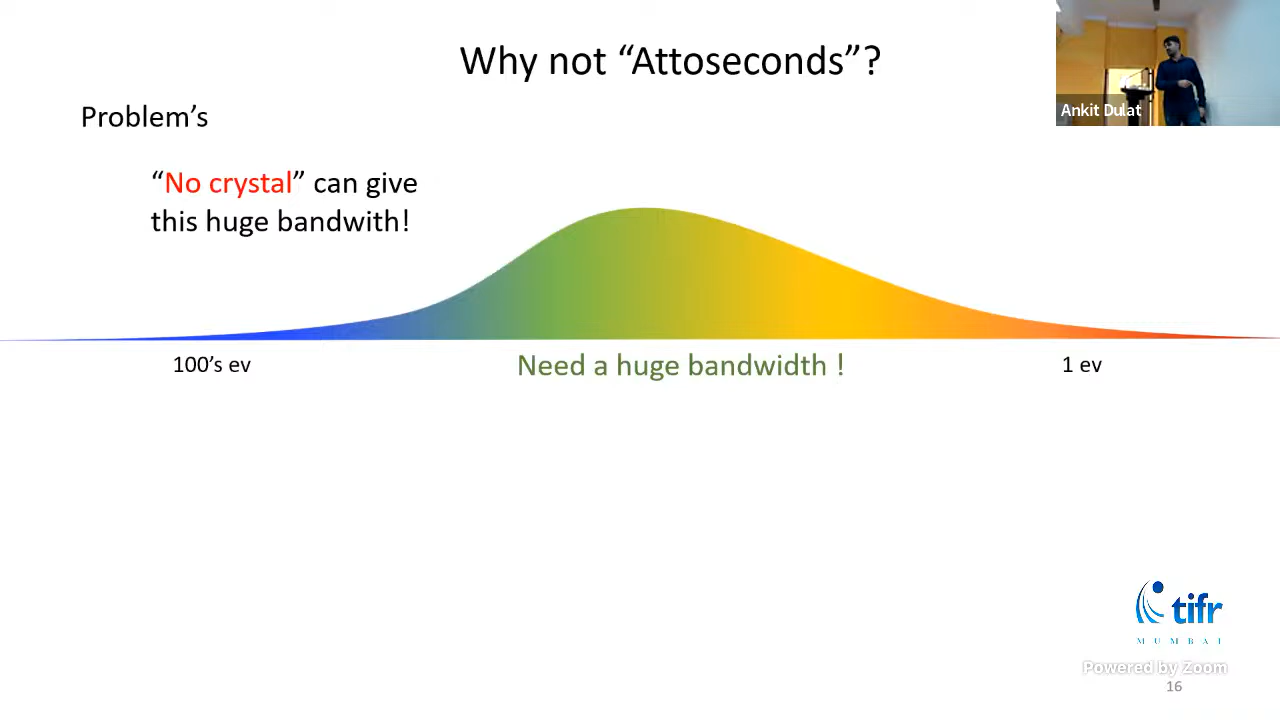 Why not “Attoseconds”?
Problem’s
“No crystal” can give
this huge bandwith!
100’s ev
Need a huge bandwidth !
1 ev
Ankit Dulat
tifr
MUMBAI
Powered by Zoom
16